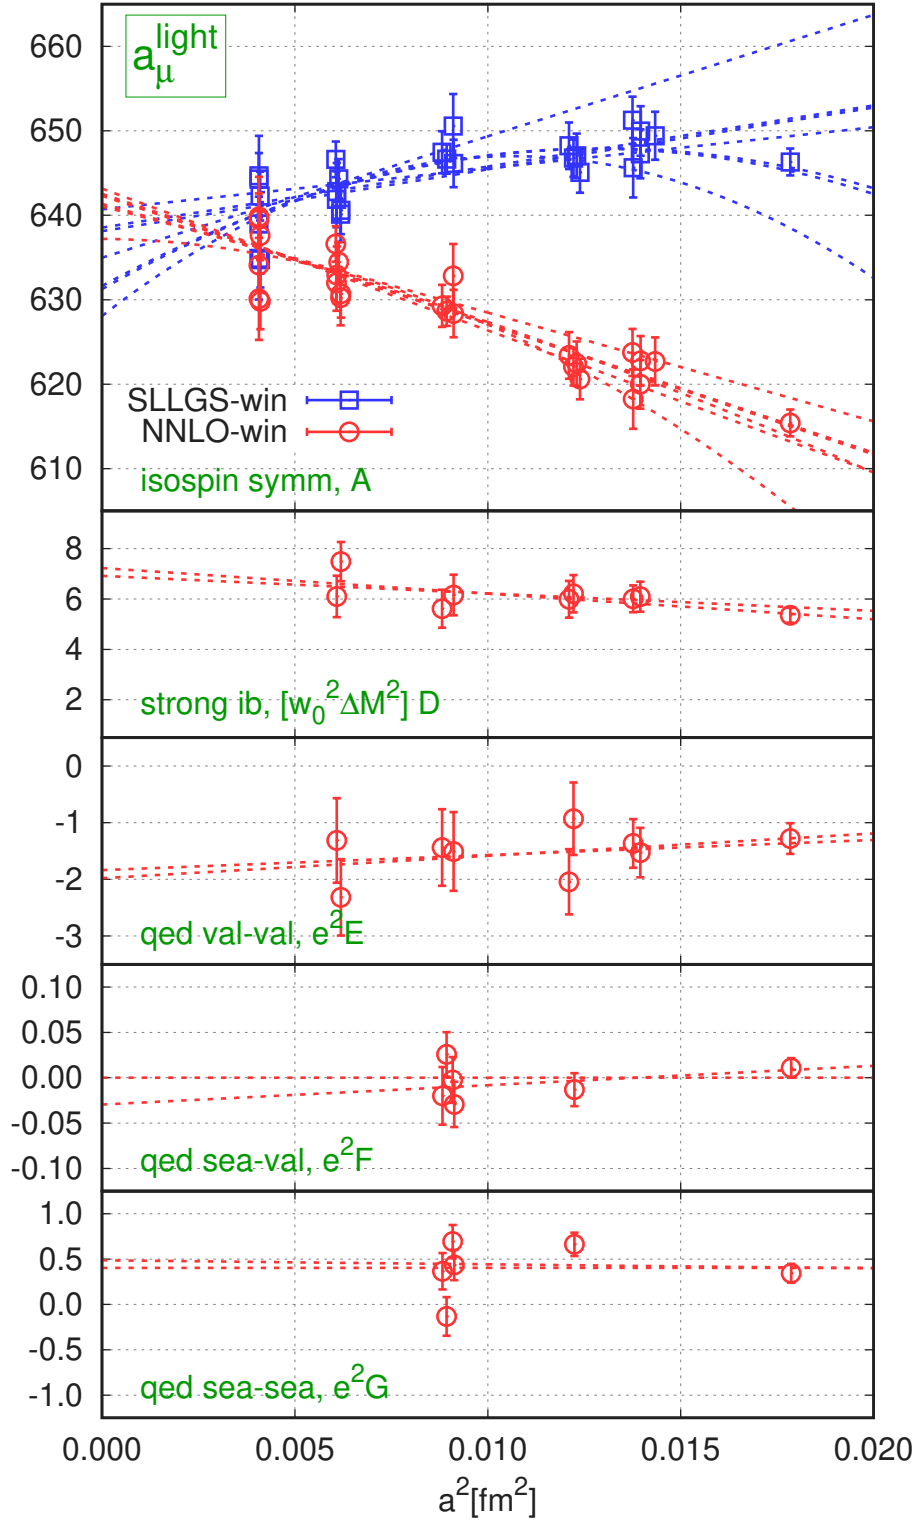 a_μ^light
660
650
640
630
620
610
SLLGS-win
NNLO-win
isospin symm, A
8
6
4
2
strong ib, [w_0^2ΔM^2] D
0
-1
-2
-3
qed val-val, e^2E
0.10
0.05
0.00
-0.05
-0.10
qed sea-val, e^2F
1.0
0.5
0.0
-0.5
-1.0
qed sea-sea, e^2G
0.000 0.005 0.010 0.015 0.020
a^2[fm^2]